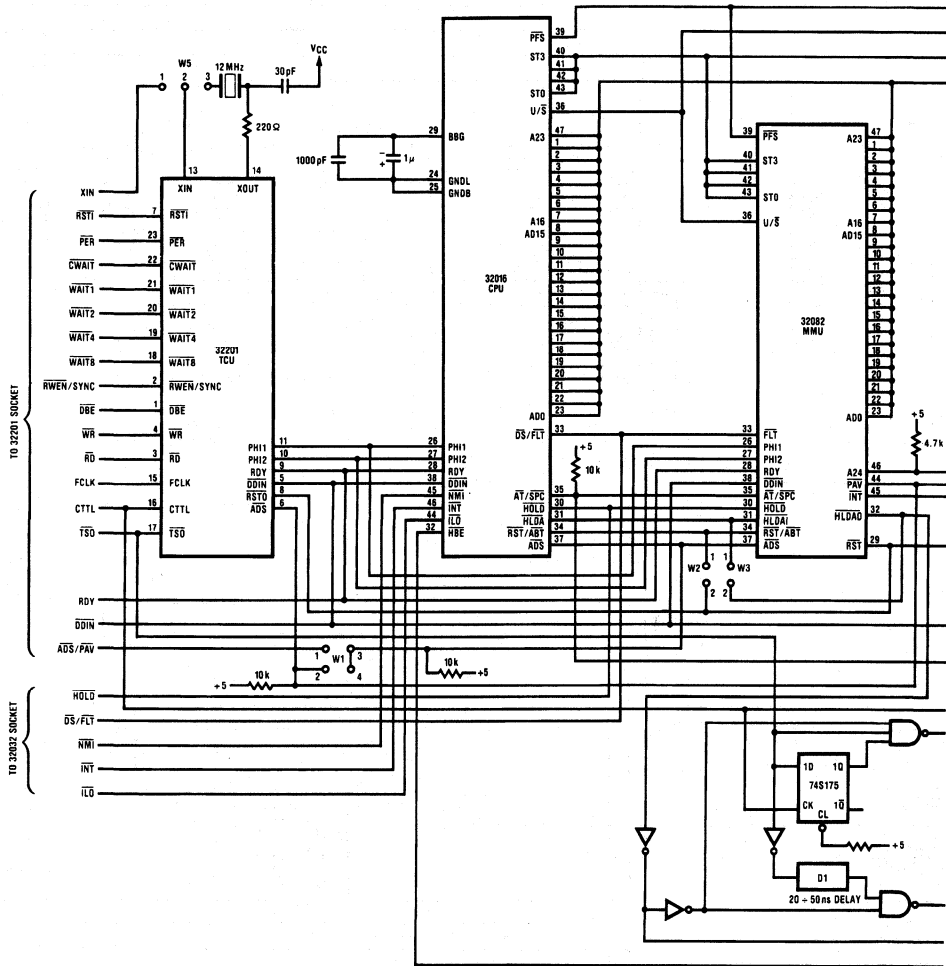 W5
12 MHz
30 pF
VCC
1
2
3
220 Ω
13
14
XIN
XOUT
32201
TCU
TO 32201 SOCKET
XIN
RSTI 7 RSTI
PER 23 PER
CWAIT 22 CWAIT
WAIT1 21 WAIT1
WAIT2 20 WAIT2
WAIT4 19 WAIT4
WAIT8 18 WAIT8
RWEN/SYNC 2 RWEN/SYNC
DBE 1 DBE
WR 4 WR
RD 3 RD
FCLK 15 FCLK
CTTL 16 CTTL
TSO 17 TSO
PHI1 11
PHI2 10
RDY 9
DDIN 5
RSTO 8
ADS 6
RDY
DDIN
ADS/PAV
1
2
W1
3
4
+5
10k
10k
+5
TO 32032 SOCKET
HOLD
DS/FLT
NMI
INT
ILO
1000 pF
1µ
32016
CPU
29 BBG
24 GNDL
25 GNDB
26 PHI1
27 PHI2
28 RDY
38 DDIN
45 NMI
46 INT
44 ILO
32 HBE
PFS 39
ST3 40
41
42
ST0 43
U/S 36
A23 47
1
2
3
4
5
6
A16 7
AD15 8
9
10
11
12
13
14
15
16
17
18
19
20
21
22
AD0 23
DS/FLT 33
AT/SPC 35
HOLD 30
HLDA 31
RST/ABT 34
ADS 37
+5
10k
W2
1
2
W3
1
2
32082
MMU
39 PFS
40 ST3
41
42
43 ST0
36 U/S
33 FLT
26 PHI1
27 PHI2
28 RDY
38 DDIN
35 AT/SPC
30 HOLD
31 HLDAI
34 RST/ABT
37 ADS
A23 47
1
2
3
4
5
6
A16 7
AD15 8
9
10
11
12
13
14
15
16
17
18
19
20
21
22
AD0 23
+5
4.7k
A24 46
PAV 44
INT 45
HLDAO 32
RST 29
1D 1Q
74S175
CK 1Q
CL
+5
D1
20 ÷ 50 ns DELAY